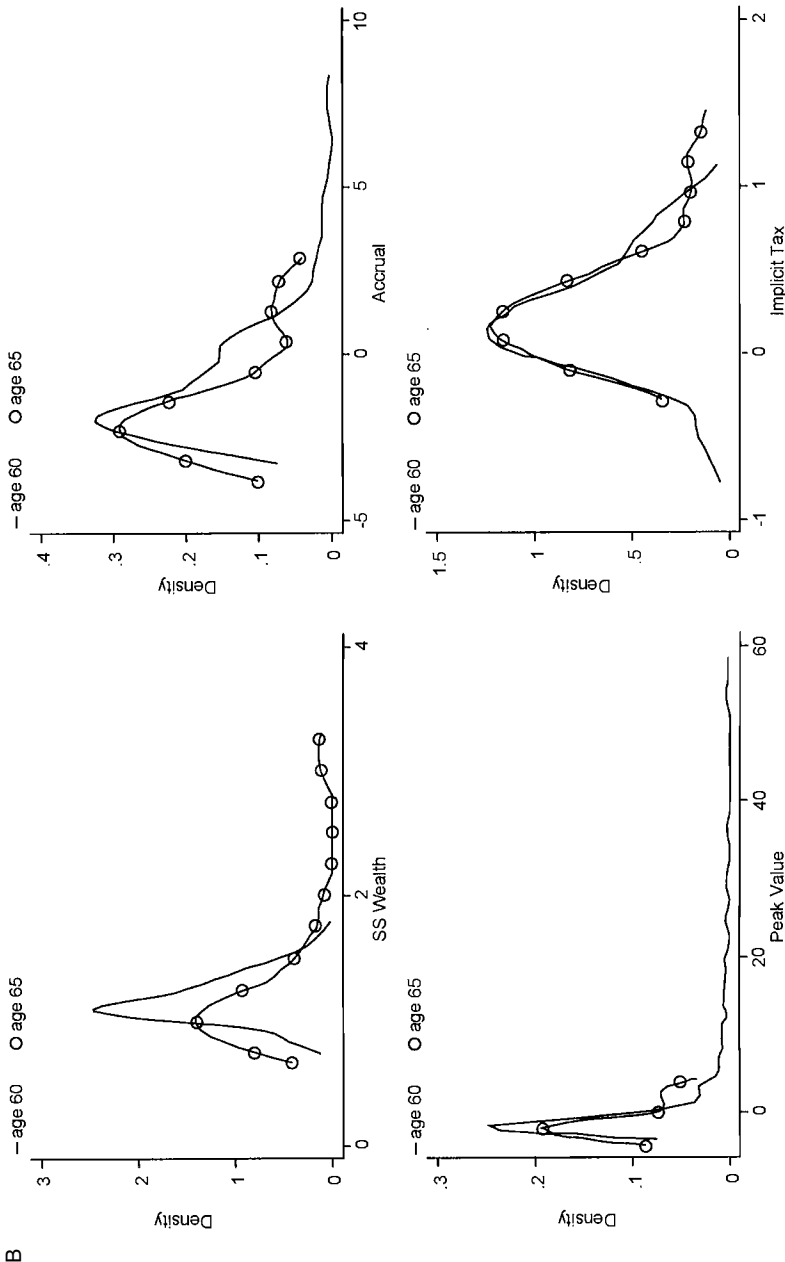 B
— age 60 O age 65
Density
3
2
1
0
0 2 4
SS Wealth
— age 60 O age 65
Density
.4
.3
.2
.1
0
-5 0 5 10
Accrual
— age 60 O age 65
Density
.3
.2
.1
0
0 20 40 60
Peak Value
— age 60 O age 65
Density
1.5
1
.5
0
-1 0 1 2
Implicit Tax